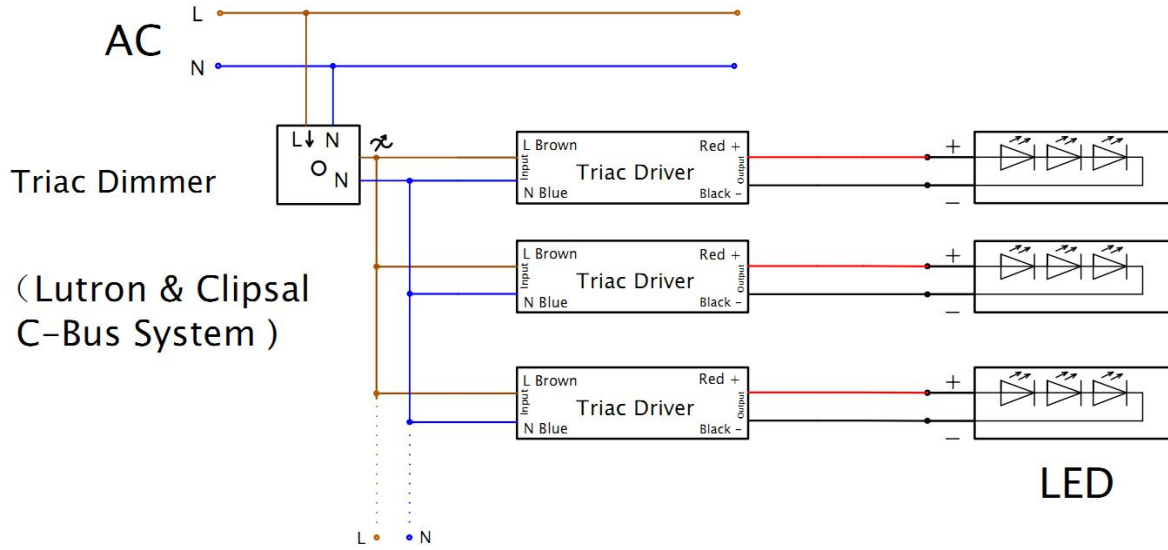 L
AC
N
L↓ N
N
Triac Dimmer
（Lutron & Clipsal
C-Bus System )
L Brown
Input
N Blue
Triac Driver
Red +
Output
Black -
+
-
L Brown
Input
N Blue
Triac Driver
Red +
Output
Black -
+
-
L Brown
Input
N Blue
Triac Driver
Red +
Output
Black -
+
-
LED
L
N